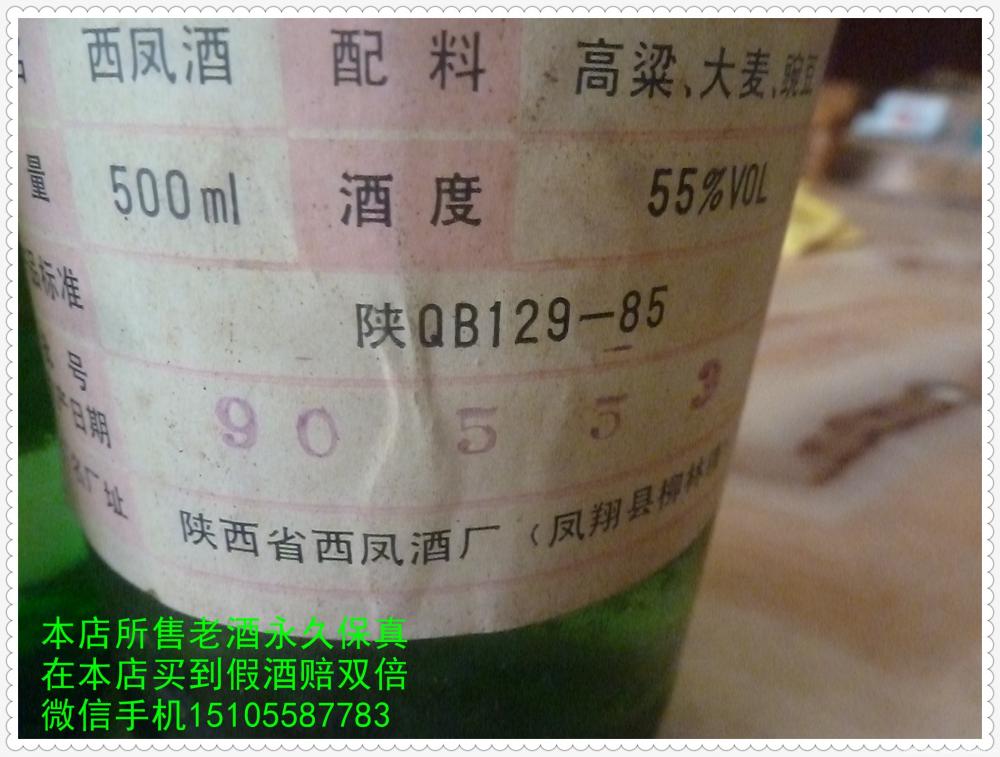 西凤酒 配 料 高粱、大麦、豌豆
量 500ml 酒 度 55%VOL
标准 陕QB129-85
号
日期 90 5 5 3
厂址 陕西省西凤酒厂（凤翔县柳林
本店所售老酒永久保真
在本店买到假酒赔双倍
微信手机15105587783